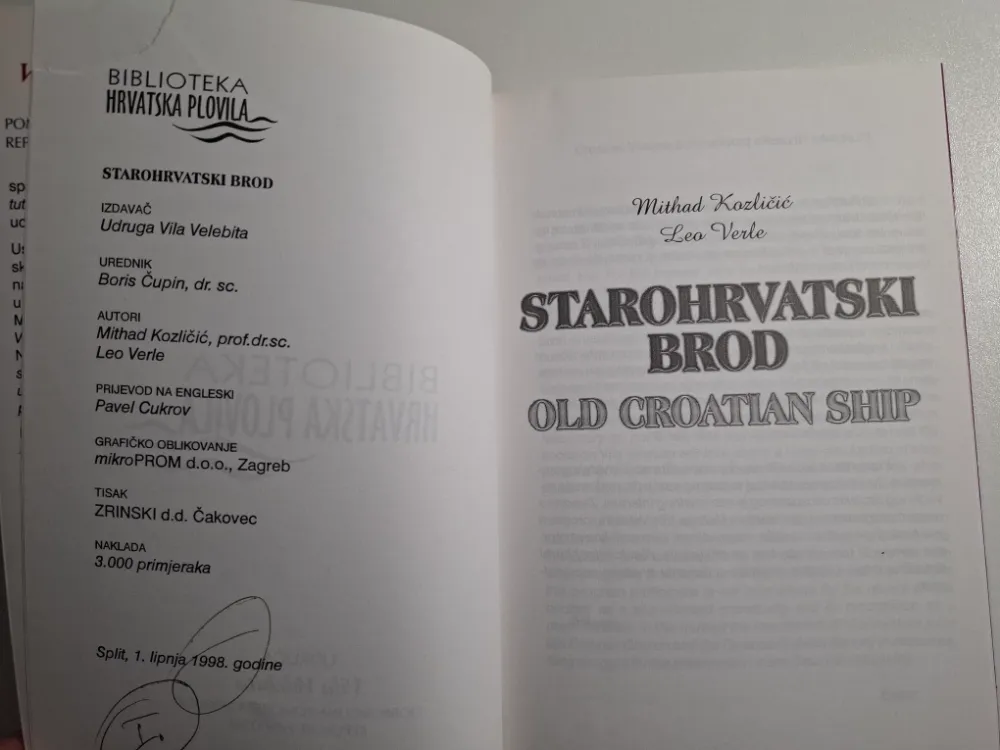 BIBLIOTEKA
HRVATSKA PLOVILA
STAROHRVATSKI BROD
IZDAVAČ
Udruga Vila Velebita
UREDNIK
Boris Čupin, dr. sc.
AUTORI
Mithad Kozličić, prof.dr.sc.
Leo Verle
PRIJEVOD NA ENGLESKI
Pavel Cukrov
GRAFIČKO OBLIKOVANJE
mikroPROM d.o.o., Zagreb
TISAK
ZRINSKI d.d. Čakovec
NAKLADA
3.000 primjeraka
Split, 1. lipnja 1998. godine
Mithad Kozličić
Leo Verle
STAROHRVATSKI
BROD
OLD CROATIAN SHIP